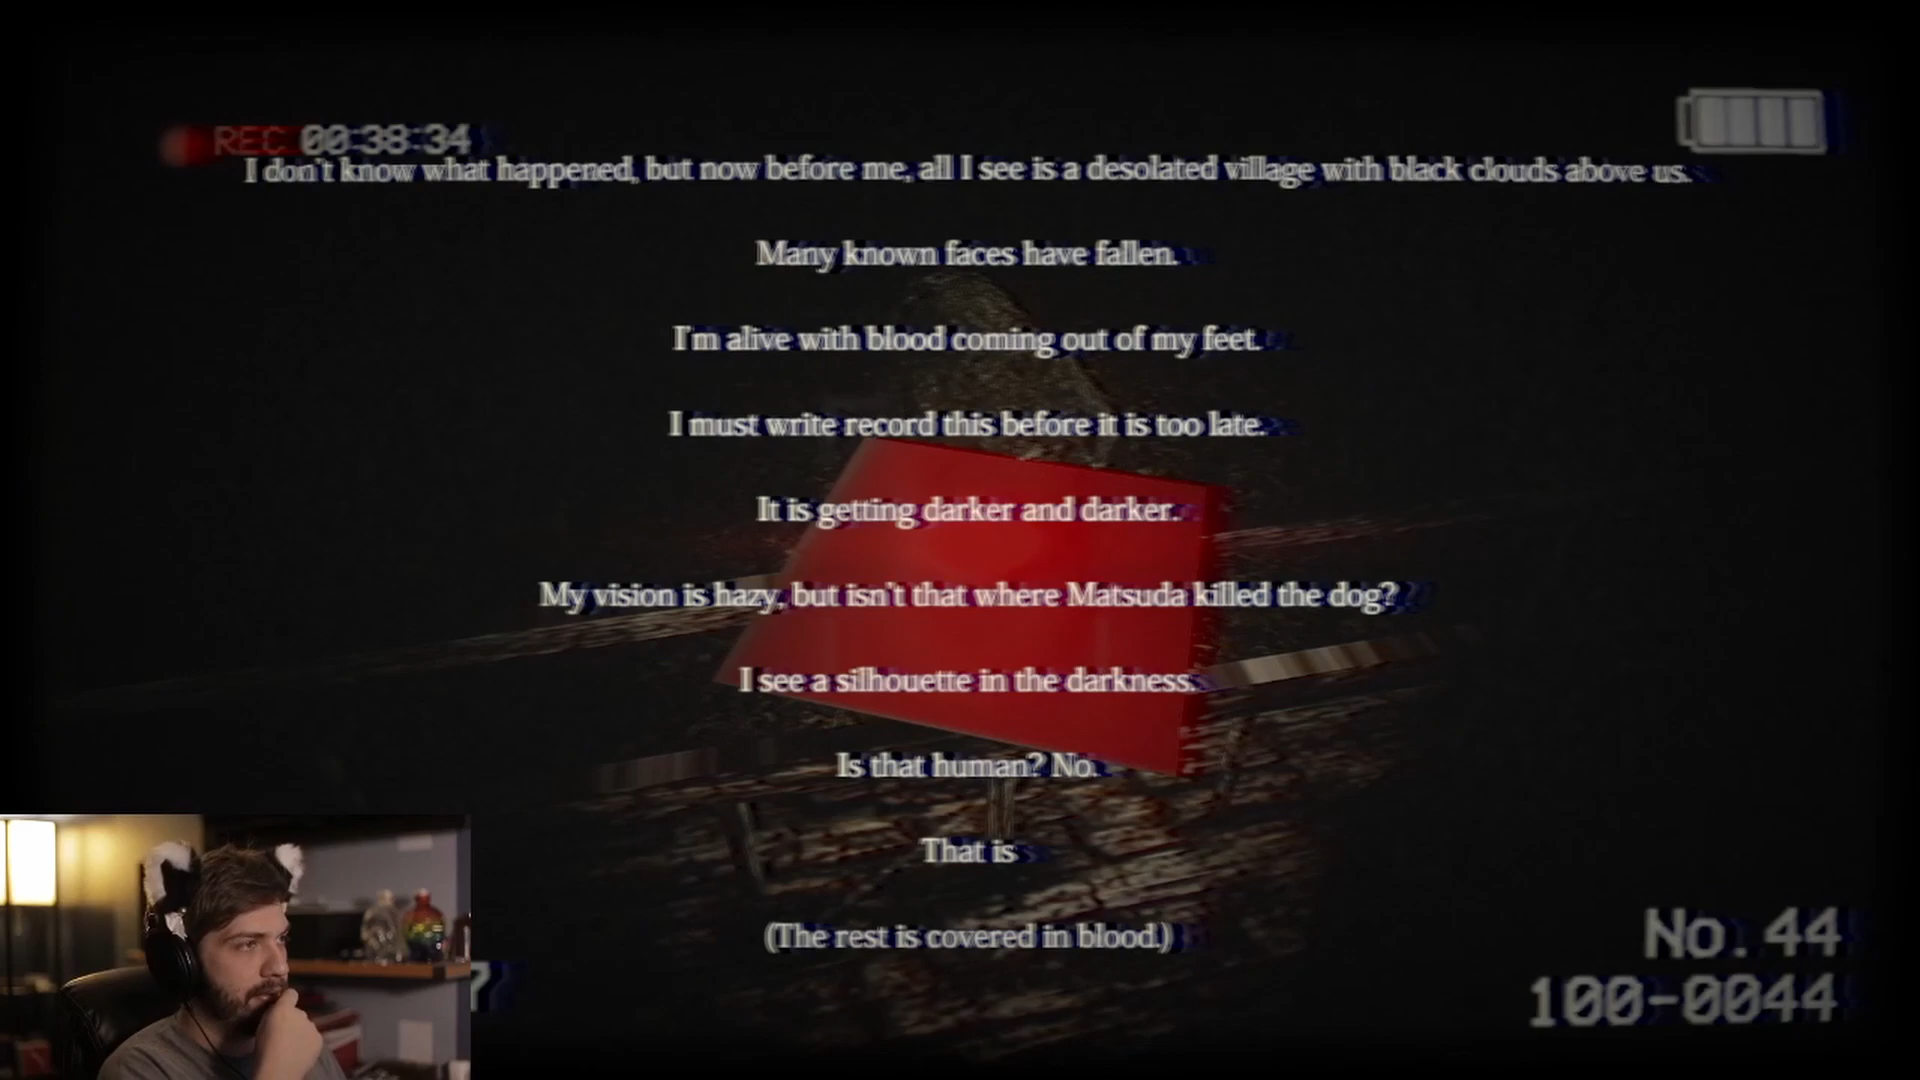 REC 00:38:34
I don't know what happened, but now before me, all I see is a desolated village with black clouds above us.
Many known faces have fallen.
I'm alive with blood coming out of my feet.
I must write record this before it is too late.
It is getting darker and darker.
My vision is hazy, but isn't that where Matsuda killed the dog?
I see a silhouette in the darkness.
Is that human? No.
That is
(The rest is covered in blood.)
No.44
7
100-0044